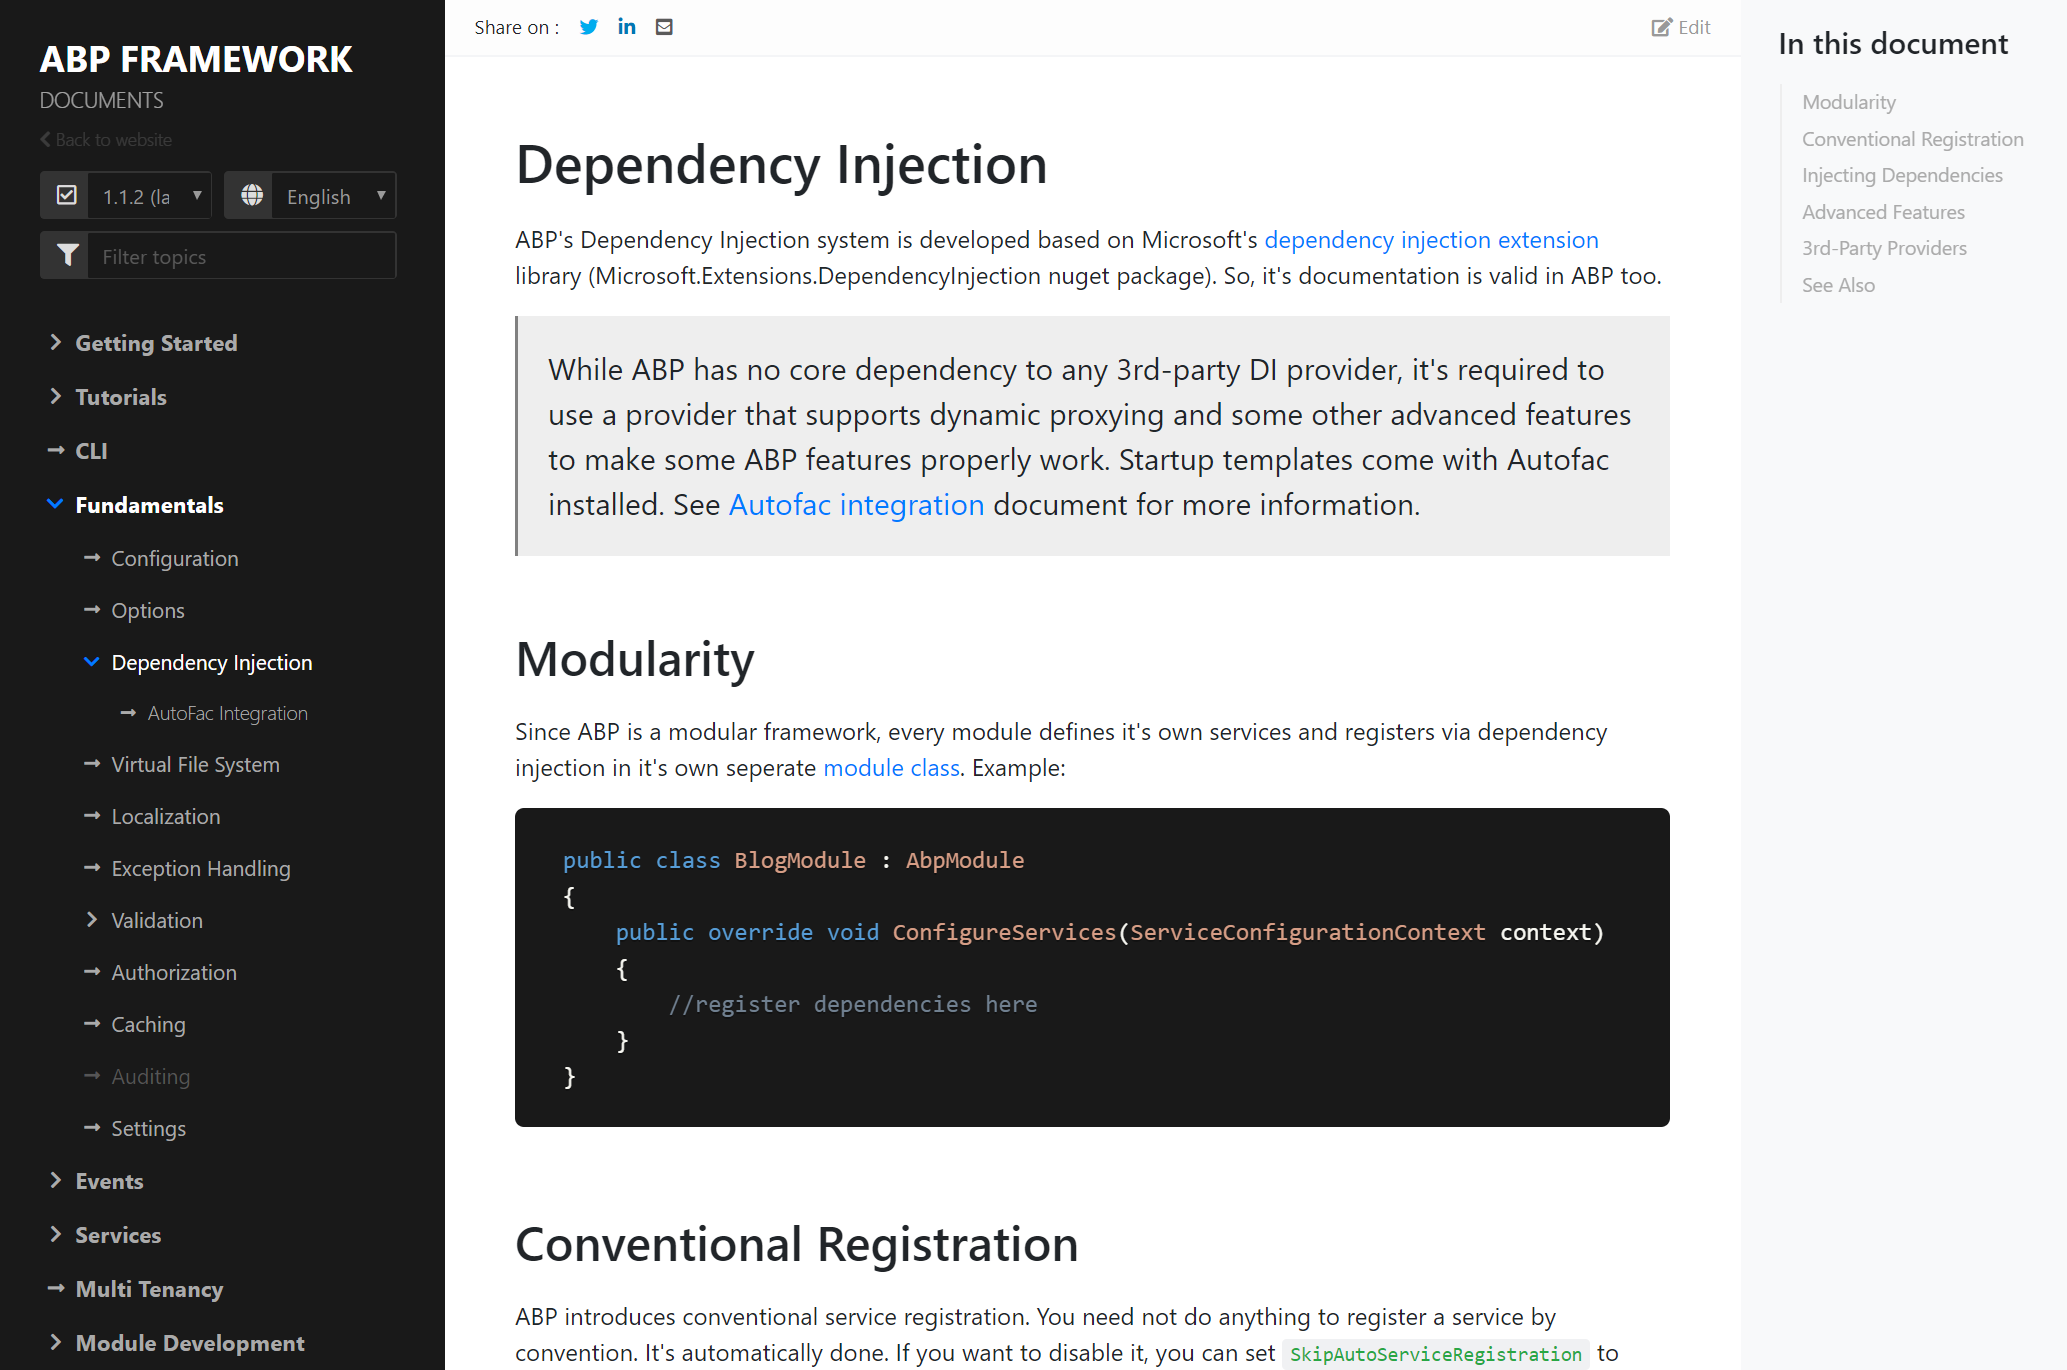 ABP FRAMEWORK
DOCUMENTS
Back to website
1.1.2 (la
English
Filter topics
Getting Started
Tutorials
CLI
Fundamentals
Configuration
Options
Dependency Injection
AutoFac Integration
Virtual File System
Localization
Exception Handling
Validation
Authorization
Caching
Auditing
Settings
Events
Services
Multi Tenancy
Module Development
Share on :
Edit
Dependency Injection
ABP's Dependency Injection system is developed based on Microsoft's dependency injection extension
library (Microsoft.Extensions.DependencyInjection nuget package). So, it's documentation is valid in ABP too.
While ABP has no core dependency to any 3rd-party DI provider, it's required to
use a provider that supports dynamic proxying and some other advanced features
to make some ABP features properly work. Startup templates come with Autofac
installed. See Autofac integration document for more information.
Modularity
Since ABP is a modular framework, every module defines it's own services and registers via dependency
injection in it's own seperate module class. Example:
public class BlogModule : AbpModule
{
public override void ConfigureServices(ServiceConfigurationContext context)
{
//register dependencies here
}
}
Conventional Registration
ABP introduces conventional service registration. You need not do anything to register a service by
convention. It's automatically done. If you want to disable it, you can set SkipAutoServiceRegistration to
In this document
Modularity
Conventional Registration
Injecting Dependencies
Advanced Features
3rd-Party Providers
See Also